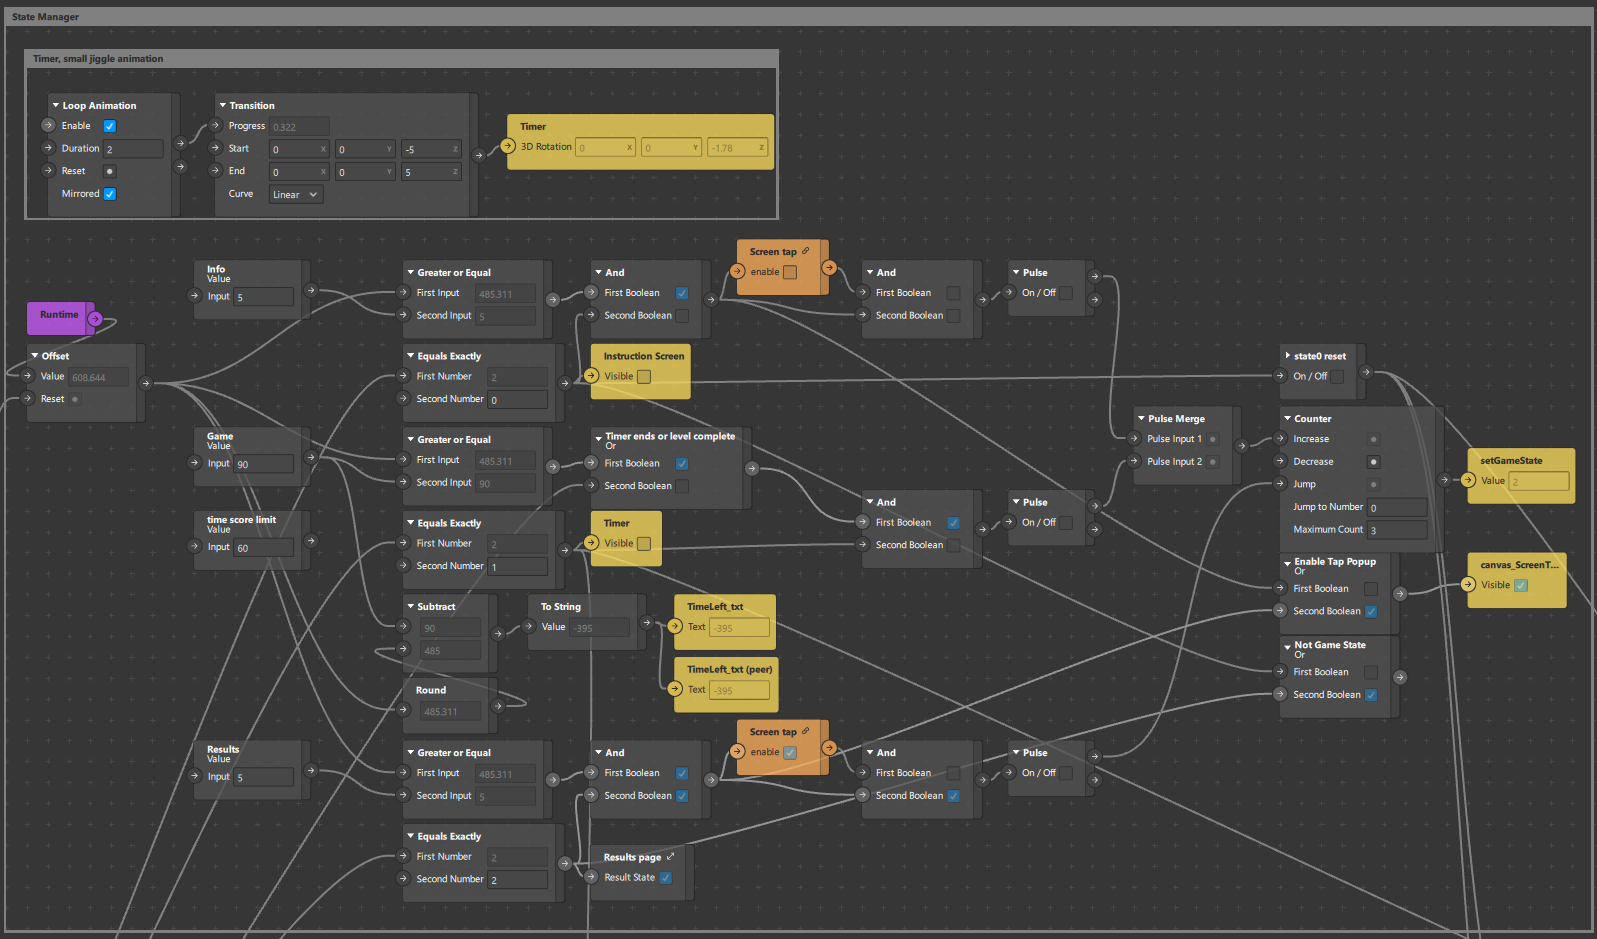 State Manager
Timer, small jiggle animation
Loop Animation
Enable
Duration 2
Reset
Mirrored
Transition
Progress 0.322
Start 0 X 0 Y -5 Z
End 0 X 0 Y 5 Z
Curve Linear
Timer
3D Rotation 0 X 0 Y -1.78 Z
Runtime
Offset
Value 608.644
Reset
Info
Value
Input 5
Greater or Equal
First Input 485.311
Second Input 5
And
First Boolean
Second Boolean
Screen tap
enable
And
First Boolean
Second Boolean
Pulse
On / Off
Equals Exactly
First Number 2
Second Number 0
Instruction Screen
Visible
state0 reset
On / Off
Game
Value
Input 90
Greater or Equal
First Input 485.311
Second Input 90
Timer ends or level complete
Or
First Boolean
Second Boolean
Pulse Merge
Pulse Input 1
Pulse Input 2
Counter
Increase
Decrease
Jump
Jump to Number 0
Maximum Count 3
setGameState
Value 2
time score limit
Value
Input 60
Equals Exactly
First Number 2
Second Number 1
Timer
Visible
And
First Boolean
Second Boolean
Pulse
On / Off
Enable Tap Popup
Or
First Boolean
Second Boolean
canvas_ScreenT...
Visible
Subtract
90
485
To String
Value -395
TimeLeft_txt
Text -395
TimeLeft_txt (peer)
Text -395
Not Game State
Or
First Boolean
Second Boolean
Round
485.311
Results
Value
Input 5
Greater or Equal
First Input 485.311
Second Input 5
And
First Boolean
Second Boolean
Screen tap
enable
And
First Boolean
Second Boolean
Pulse
On / Off
Equals Exactly
First Number 2
Second Number 2
Results page
Result State